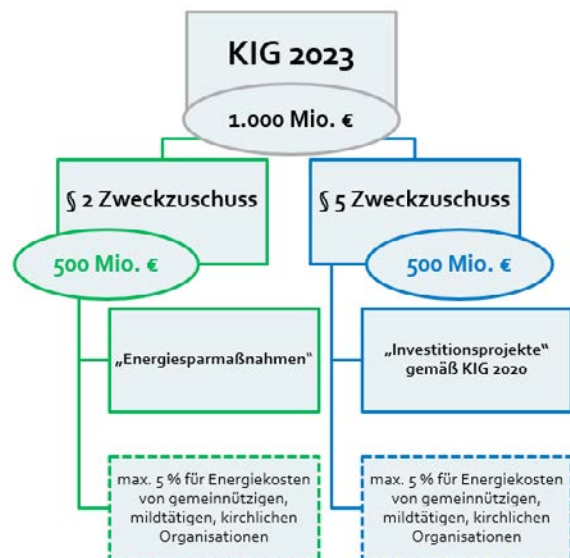 KIG 2023
1.000 Mio. €
§ 2 Zweckzuschuss
500 Mio. €
„Energiesparmaßnahmen“
max. 5 % für Energiekosten
von gemeinnützigen,
mildtätigen, kirchlichen
Organisationen
§ 5 Zweckzuschuss
500 Mio. €
„Investitionsprojekte“
gemäß KIG 2020
max. 5 % für Energiekosten
von gemeinnützigen,
mildtätigen, kirchlichen
Organisationen